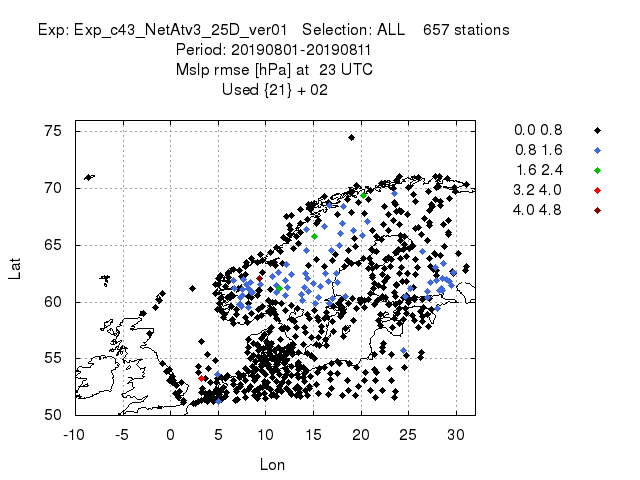 Exp: Exp_c43_NetAtv3_25D_ver01 Selection: ALL 657 stations
Period: 20190801-20190811
Mslp rmse [hPa] at 23 UTC
Used {21} + 02
0.0 0.8
0.8 1.6
1.6 2.4
3.2 4.0
4.0 4.8
75
70
65
60
55
50
Lat
-10 -5 0 5 10 15 20 25 30
Lon